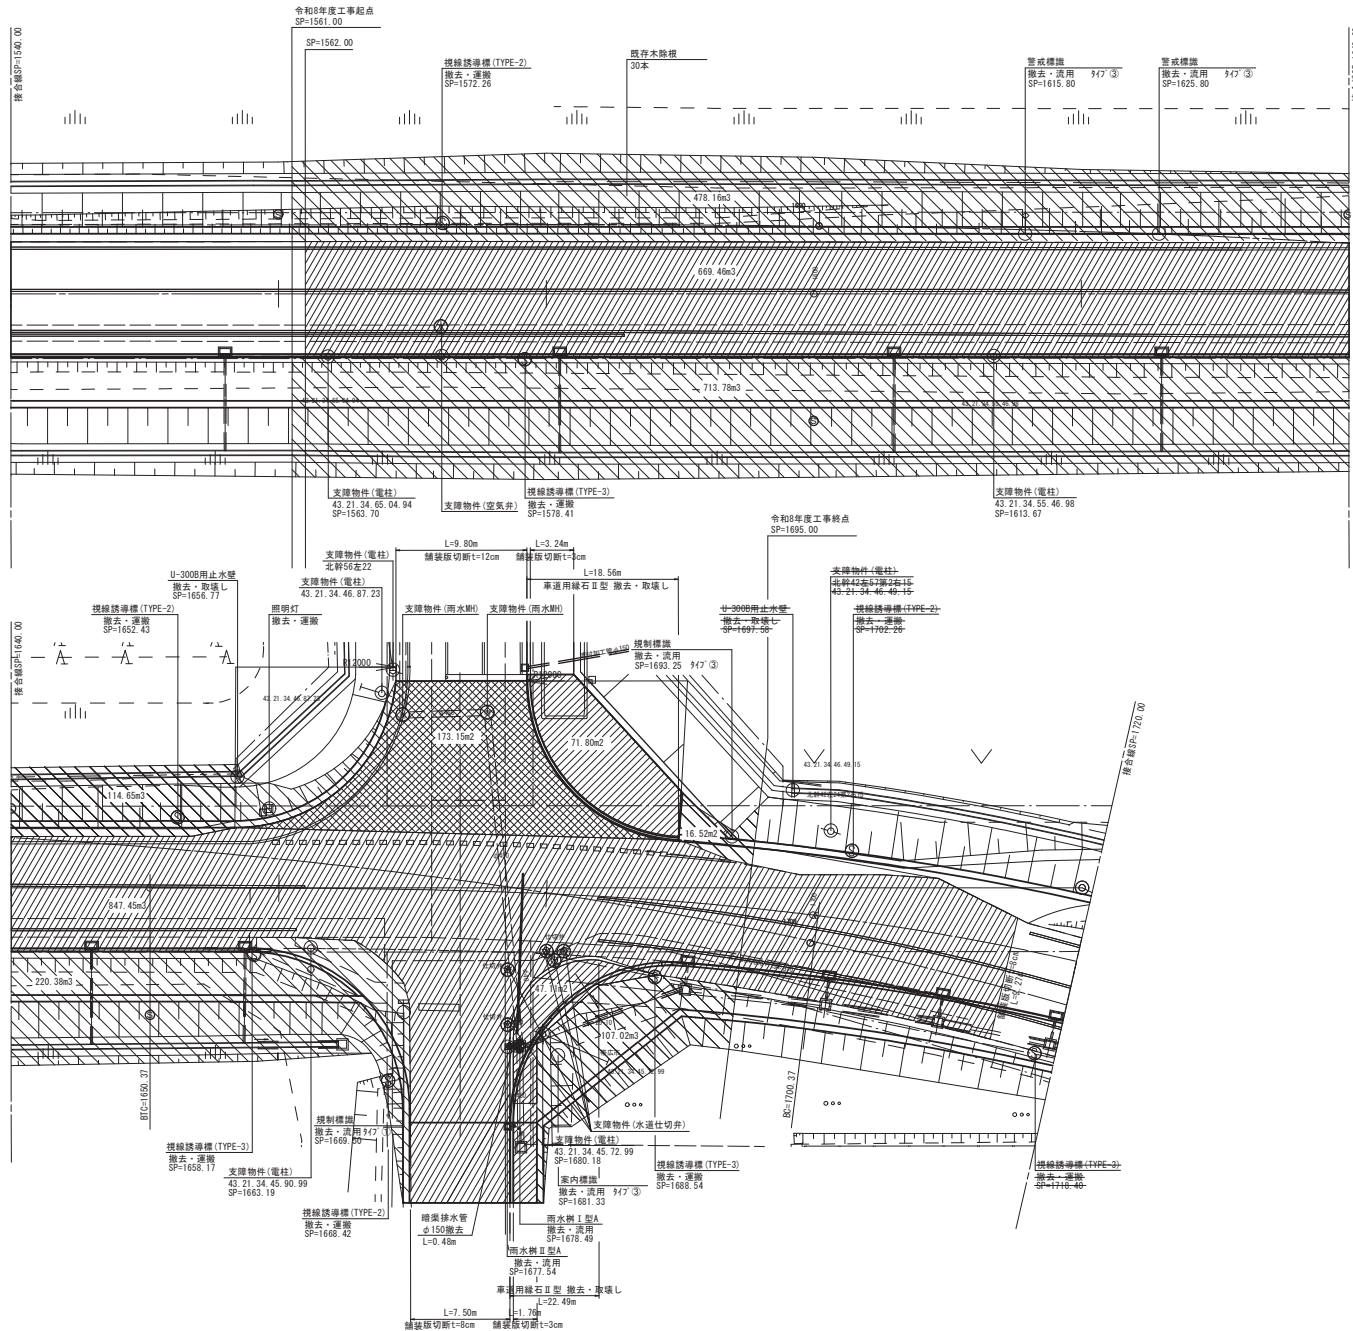 令和8年度工事起点
SP=1561.00
SP=1562.00
接合線SP=1540.00
視線誘導標(TYPE-2)
撤去・運搬
SP=1572.26
既存木除根
30本
警戒標識
撤去・流用 ﾀｲﾌﾟ③
SP=1615.80
警戒標識
撤去・流用 ﾀｲﾌﾟ③
SP=1625.80
478.16m3
669.46m3
713.78m3
43.21.34.55.46.98
支障物件(電柱)
43.21.34.65.04.94
SP=1563.70
支障物件(空気弁)
視線誘導標(TYPE-3)
撤去・運搬
SP=1578.41
支障物件(電柱)
43.21.34.55.46.98
SP=1613.67
令和8年度工事終点
SP=1695.00
L=9.80m
舗装版切断t=12cm
L=3.24m
舗装版切断t=3cm
L=18.56m
車道用縁石Ⅱ型 撤去・取壊し
支障物件(電柱)
北幹56左22
支障物件(電柱)
43.21.34.46.87.23
U-300B用止水壁
撤去・取壊し
SP=1656.77
視線誘導標(TYPE-2)
撤去・運搬
SP=1652.43
照明灯
撤去・運搬
支障物件(雨水MH)
支障物件(雨水MH)
支障物件(電柱)
北幹42左57第2右15
43.21.34.46.49.15
U-300B用止水壁
撤去・取壊し
SP=1697.58
視線誘導標(TYPE-2)
撤去・運搬
SP=1702.26
規制標識
撤去・流用
SP=1693.25 ﾀｲﾌﾟ③
接合線SP=1640.00
接合線SP=1720.00
R12000
43.21.34.46.87.23
173.15m2
71.80m2
43.21.34.46.49.15
114.65m3
16.52m2
847.45m3
220.38m3
47.11m2
107.02m3
BTC=1650.37
BC=1700.37
視線誘導標(TYPE-3)
撤去・運搬
SP=1658.17
支障物件(電柱)
43.21.34.45.90.99
SP=1663.19
規制標識
撤去・流用
SP=1669.50
視線誘導標(TYPE-2)
撤去・運搬
SP=1668.42
暗渠排水管
φ150撤去
L=0.48m
支障物件(水道仕切弁)
支障物件(電柱)
43.21.34.45.72.99
SP=1680.18
案内標識
撤去・流用 ﾀｲﾌﾟ③
SP=1681.33
視線誘導標(TYPE-3)
撤去・運搬
SP=1688.54
視線誘導標(TYPE-3)
撤去・運搬
SP=1718.40
雨水桝Ⅰ型A
撤去・流用
SP=1678.49
雨水桝Ⅱ型A
撤去・流用
SP=1677.54
車道用縁石Ⅱ型 撤去・取壊し
L=22.49m
L=7.50m
舗装版切断t=8cm
L=1.76m
舗装版切断t=3cm